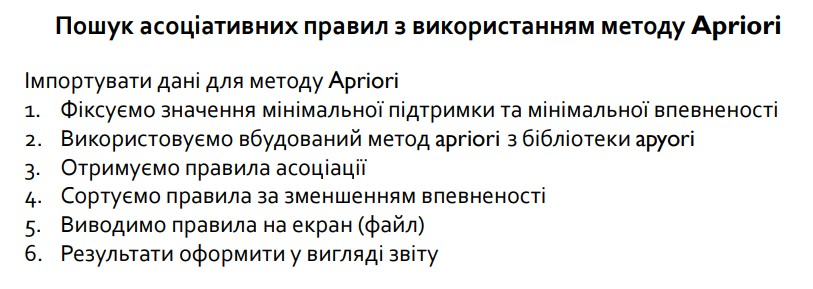 Пошук асоціативних правил з використанням методу Apriori
Імпортувати дані для методу Apriori
1. Фіксуємо значення мінімальної підтримки та мінімальної впевненості
2. Використовуємо вбудований метод apriori з бібліотеки apyori
3. Отримуємо правила асоціації
4. Сортуємо правила за зменшенням впевненості
5. Виводимо правила на екран (файл)
6. Результати оформити у вигляді звіту